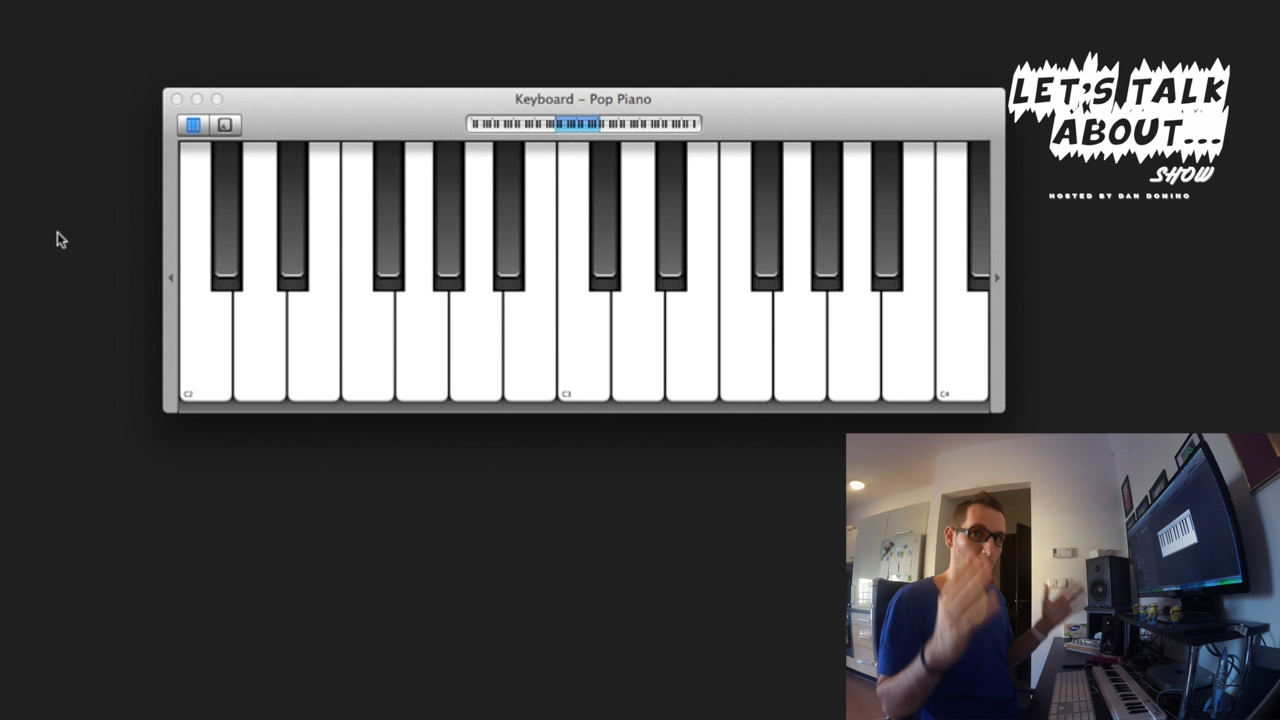 Keyboard – Pop Piano
LET'S TALK
ABOUT...
SHOW
HOSTED BY DAN DOMINO
C2
C3
C4